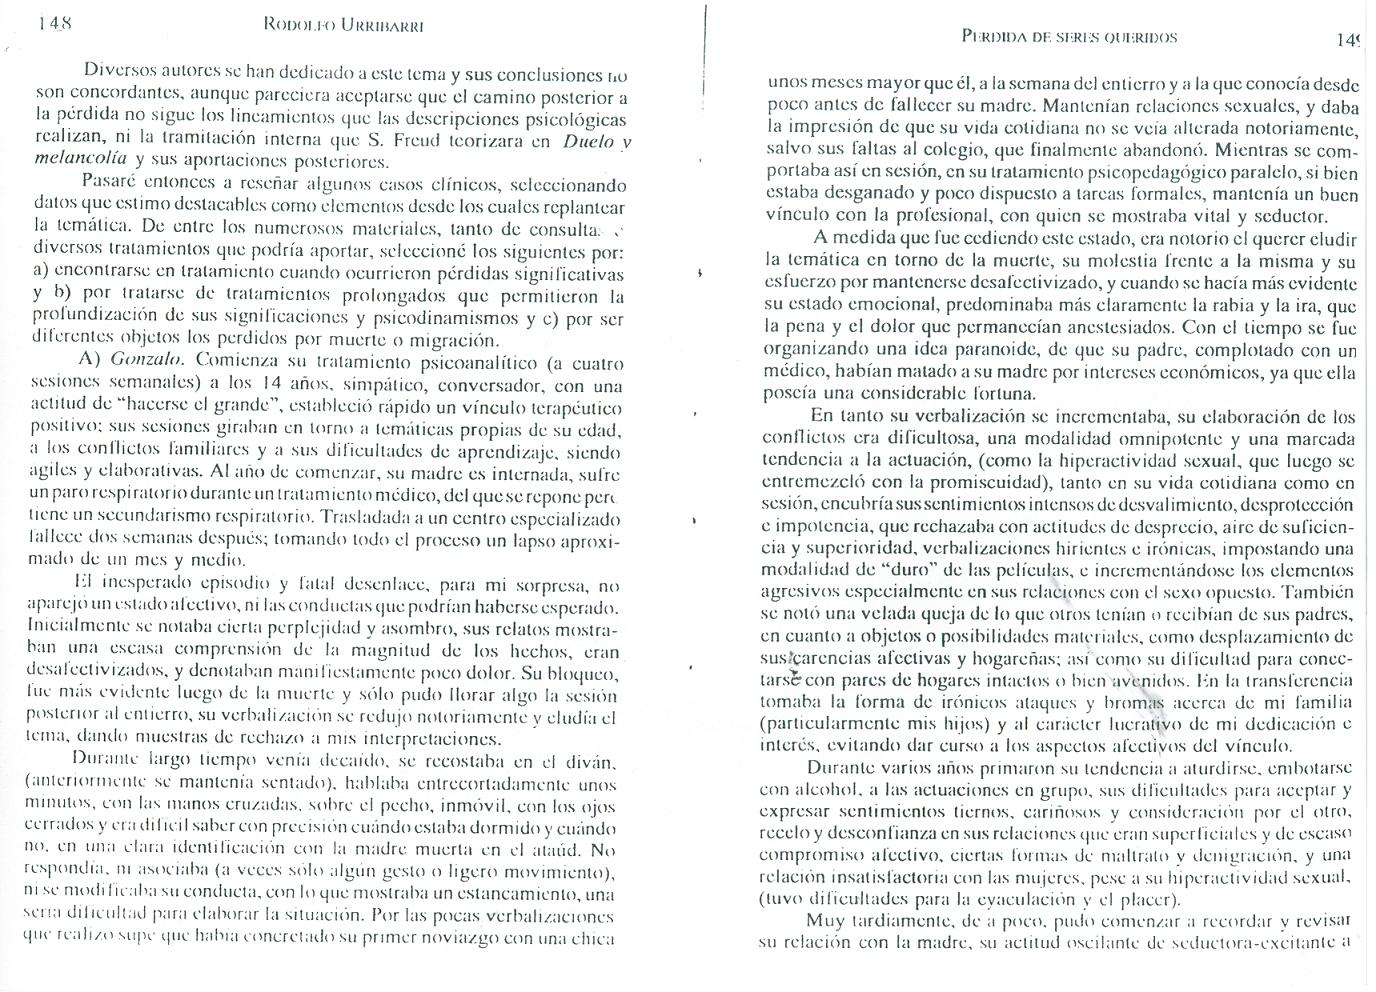 148
RODOLFO URRIBARRI
Diversos autores se han dedicado a este tema y sus conclusiones no
son concordantes, aunque pareciera aceptarse que el camino posterior a
la pérdida no sigue los lineamientos que las descripciones psicológicas
realizan, ni la tramitación interna que S. Freud teorizara en Duelo y
melancolía y sus aportaciones posteriores.
Pasaré entonces a reseñar algunos casos clínicos, seleccionando
datos que estimo destacables como elementos desde los cuales replantear
la temática. De entre los numerosos materiales, tanto de consulta
diversos tratamientos que podría aportar, seleccioné los siguientes por:
a) encontrarse en tratamiento cuando ocurrieron pérdidas significativas
y b) por tratarse de tratamientos prolongados que permitieron la
profundización de sus significaciones y psicodinamismos y c) por ser
diferentes objetos los perdidos por muerte o migración.
A) Gonzalo. Comienza su tratamiento psicoanalítico (a cuatro
sesiones semanales) a los 14 años, simpático, conversador, con una
actitud de “hacerse el grande”, estableció rápido un vínculo terapéutico
positivo; sus sesiones giraban en torno a temáticas propias de su edad,
a los conflictos familiares y a sus dificultades de aprendizaje, siendo
agiles y elaborativas. Al año de comenzar, su madre es internada, sufre
un paro respiratorio durante un tratamiento médico, del que se repone pero
tiene un secundarismo respiratorio. Trasladada a un centro especializado
fallece dos semanas después; tomando todo el proceso un lapso aproxi-
mado de un mes y medio.
El inesperado episodio y fatal desenlace, para mi sorpresa, no
aparejó un estado afectivo, ni las conductas que podrían haberse esperado.
Inicialmente se notaba cierta perplejidad y asombro, sus relatos mostra-
ban una escasa comprensión de la magnitud de los hechos, eran
desafectivizados, y denotaban manifiestamente poco dolor. Su bloqueo,
fue más evidente luego de la muerte y sólo pudo llorar algo la sesión
posterior al entierro, su verbalización se redujo notoriamente y eludía el
tema, dando muestras de rechazo a mis interpretaciones.
Durante largo tiempo venía decaído, se recostaba en el diván,
(anteriormente se mantenía sentado), hablaba entrecortadamente unos
minutos, con las manos cruzadas, sobre el pecho, inmóvil, con los ojos
cerrados y era difícil saber con precisión cuándo estaba dormido y cuándo
no, en una clara identificación con la madre muerta en el ataúd. No
respondía, ni asociaba (a veces sólo algún gesto o ligero movimiento),
ni se modificaba su conducta, con lo que mostraba un estancamiento, una
seria dificultad para elaborar la situación. Por las pocas verbalizaciones
que realizo supe que había concretado su primer noviazgo con una chica
PERDIDA DE SERES QUERIDOS
149
unos meses mayor que él, a la semana del entierro y a la que conocía desde
poco antes de fallecer su madre. Mantenían relaciones sexuales, y daba
la impresión de que su vida cotidiana no se veía alterada notoriamente,
salvo sus faltas al colegio, que finalmente abandonó. Mientras se com-
portaba así en sesión, en su tratamiento psicopedagógico paralelo, si bien
estaba desganado y poco dispuesto a tareas formales, mantenía un buen
vínculo con la profesional, con quien se mostraba vital y seductor.
A medida que fue cediendo este estado, era notorio el querer eludir
la temática en torno de la muerte, su molestia frente a la misma y su
esfuerzo por mantenerse desafectivizado, y cuando se hacía más evidente
su estado emocional, predominaba más claramente la rabia y la ira, que
la pena y el dolor que permanecían anestesiados. Con el tiempo se fue
organizando una idea paranoide, de que su padre, complotado con un
médico, habían matado a su madre por intereses económicos, ya que ella
poseía una considerable fortuna.
En tanto su verbalización se incrementaba, su elaboración de los
conflictos era dificultosa, una modalidad omnipotente y una marcada
tendencia a la actuación, (como la hiperactividad sexual, que luego se
entremezcló con la promiscuidad), tanto en su vida cotidiana como en
sesión, encubría sus sentimientos intensos de desvalimiento, desprotección
e impotencia, que rechazaba con actitudes de desprecio, aire de suficien-
cia y superioridad, verbalizaciones hirientes e irónicas, impostando una
modalidad de “duro” de las películas, e incrementándose los elementos
agresivos especialmente en sus relaciones con el sexo opuesto. También
se notó una velada queja de lo que otros tenían o recibían de sus padres,
en cuanto a objetos o posibilidades materiales, como desplazamiento de
sus carencias afectivas y hogareñas; así como su dificultad para conec-
tarse con pares de hogares intactos o bien avenidos. En la transferencia
tomaba la forma de irónicos ataques y bromas acerca de mi familia
(particularmente mis hijos) y al carácter lucrativo de mi dedicación e
interés, evitando dar curso a los aspectos afectivos del vínculo.
Durante varios años primaron su tendencia a aturdirse, embotarse
con alcohol, a las actuaciones en grupo, sus dificultades para aceptar y
expresar sentimientos tiernos, cariñosos y consideración por el otro,
recelo y desconfianza en sus relaciones que eran superficiales y de escaso
compromiso afectivo, ciertas formas de maltrato y denigración, y una
relación insatisfactoria con las mujeres, pese a su hiperactividad sexual,
(tuvo dificultades para la eyaculación y el placer).
Muy tardiamente, de a poco, pudo comenzar a recordar y revisar
su relación con la madre, su actitud oscilante de seductora-excitante a